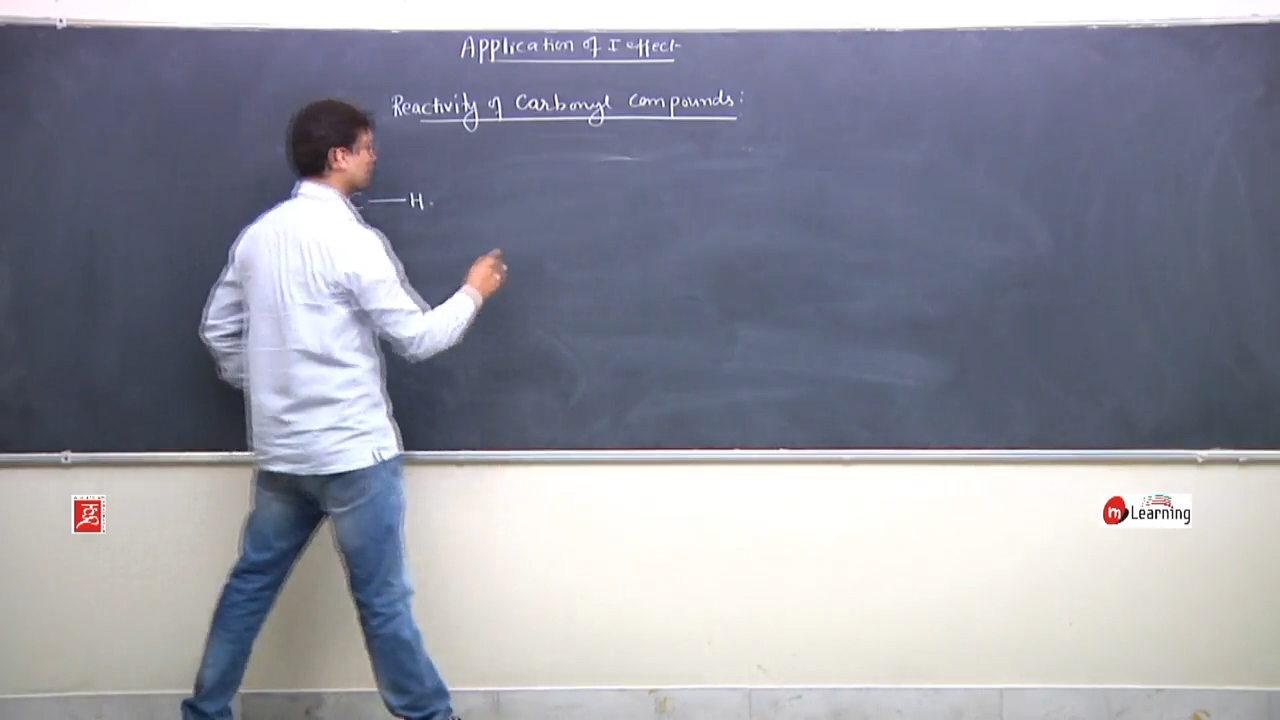 Application of I effect
Reactivity of Carbonyl Compounds:
C—H.
m Learning